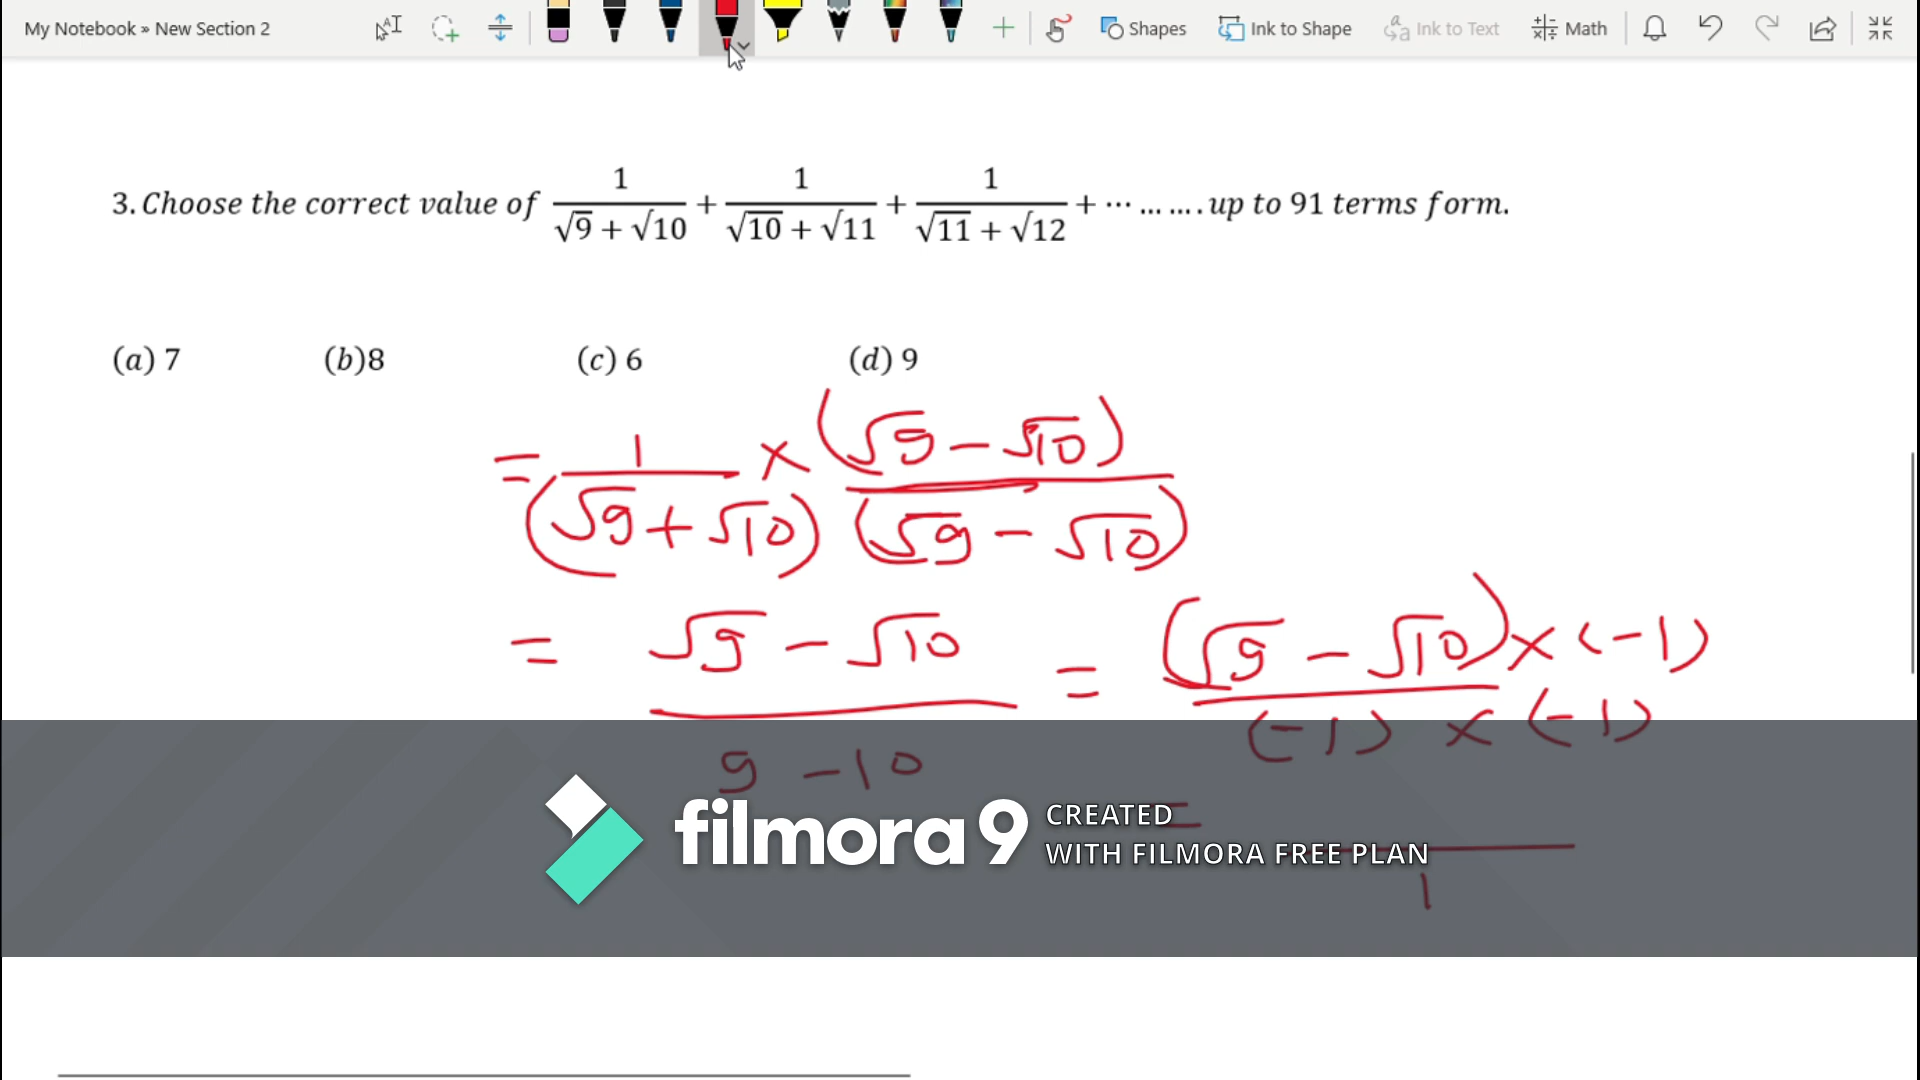 My Notebook » New Section 2 Shapes Ink to Shape Ink to Text Math
3. Choose the correct value of 1/(√9 + √10) + 1/(√10 + √11) + 1/(√11 + √12) + ⋯ … … . up to 91 terms form.
(a) 7 (b)8 (c) 6 (d) 9
= 1/(√9 + √10) × (√9 − √10)/(√9 − √10)
= (√9 − √10)/(9 − 10) = (√9 − √10) × (−1)/(−1) × (−1)
= /1
filmora9 CREATED
WITH FILMORA FREE PLAN